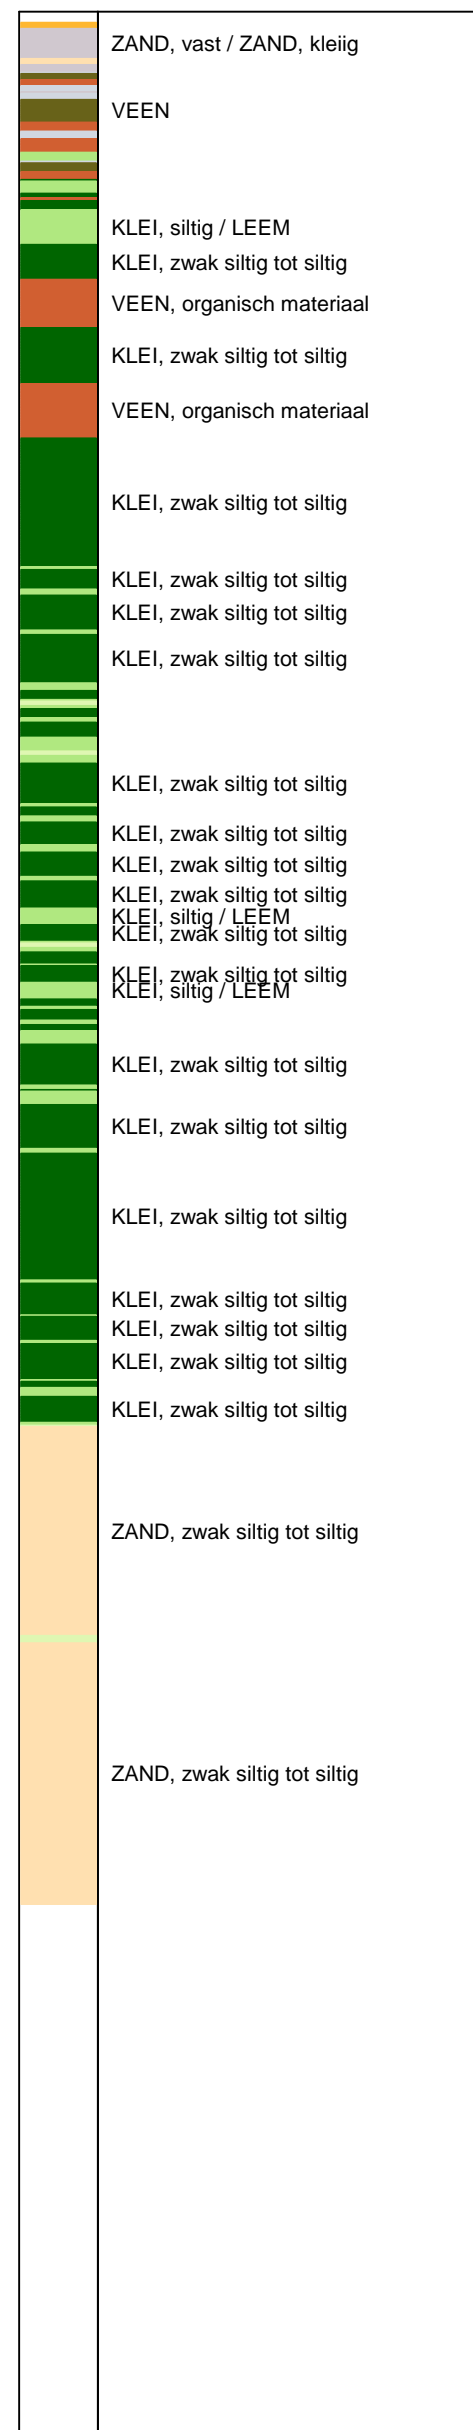 ZAND, vast / ZAND, kleiig
VEEN
KLEI, siltig / LEEM
KLEI, zwak siltig tot siltig
VEEN, organisch materiaal
KLEI, zwak siltig tot siltig
VEEN, organisch materiaal
KLEI, zwak siltig tot siltig
KLEI, zwak siltig tot siltig
KLEI, zwak siltig tot siltig
KLEI, zwak siltig tot siltig
KLEI, zwak siltig tot siltig
KLEI, zwak siltig tot siltig
KLEI, zwak siltig tot siltig
KLEI, zwak siltig tot siltig
KLEI, siltig / LEEM
KLEI, zwak siltig tot siltig
KLEI, zwak siltig tot siltig
KLEI, siltig / LEEM
KLEI, zwak siltig tot siltig
KLEI, zwak siltig tot siltig
KLEI, zwak siltig tot siltig
KLEI, zwak siltig tot siltig
KLEI, zwak siltig tot siltig
KLEI, zwak siltig tot siltig
KLEI, zwak siltig tot siltig
ZAND, zwak siltig tot siltig
ZAND, zwak siltig tot siltig